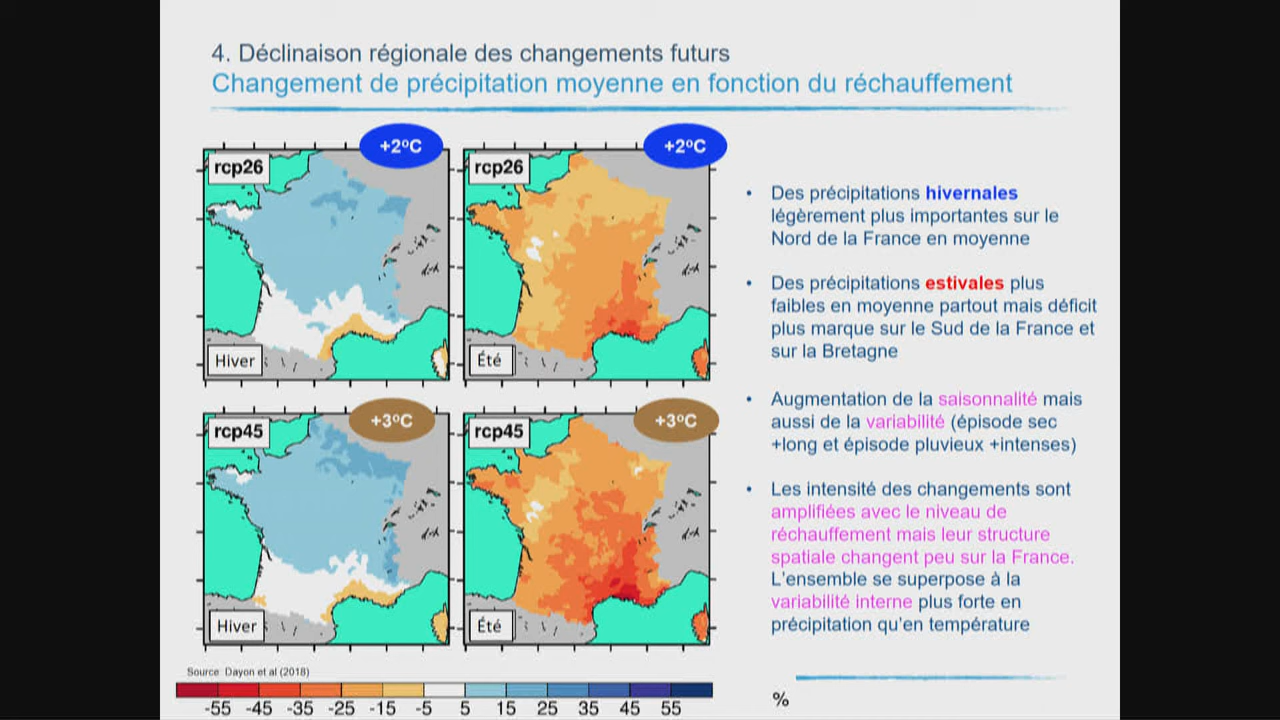 4. Déclinaison régionale des changements futurs
Changement de précipitation moyenne en fonction du réchauffement
+2ºC
+2ºC
rcp26
rcp26
Hiver
Été
+3ºC
+3ºC
rcp45
rcp45
Hiver
Été
Source: Dayon et al (2018)
-55 -45 -35 -25 -15 -5 5 15 25 35 45 55
%
• Des précipitations hivernales
légèrement plus importantes sur le
Nord de la France en moyenne
• Des précipitations estivales plus
faibles en moyenne partout mais déficit
plus marque sur le Sud de la France et
sur la Bretagne
• Augmentation de la saisonnalité mais
aussi de la variabilité (épisode sec
+long et épisode pluvieux +intenses)
• Les intensité des changements sont
amplifiées avec le niveau de
réchauffement mais leur structure
spatiale changent peu sur la France.
L'ensemble se superpose à la
variabilité interne plus forte en
précipitation qu'en température